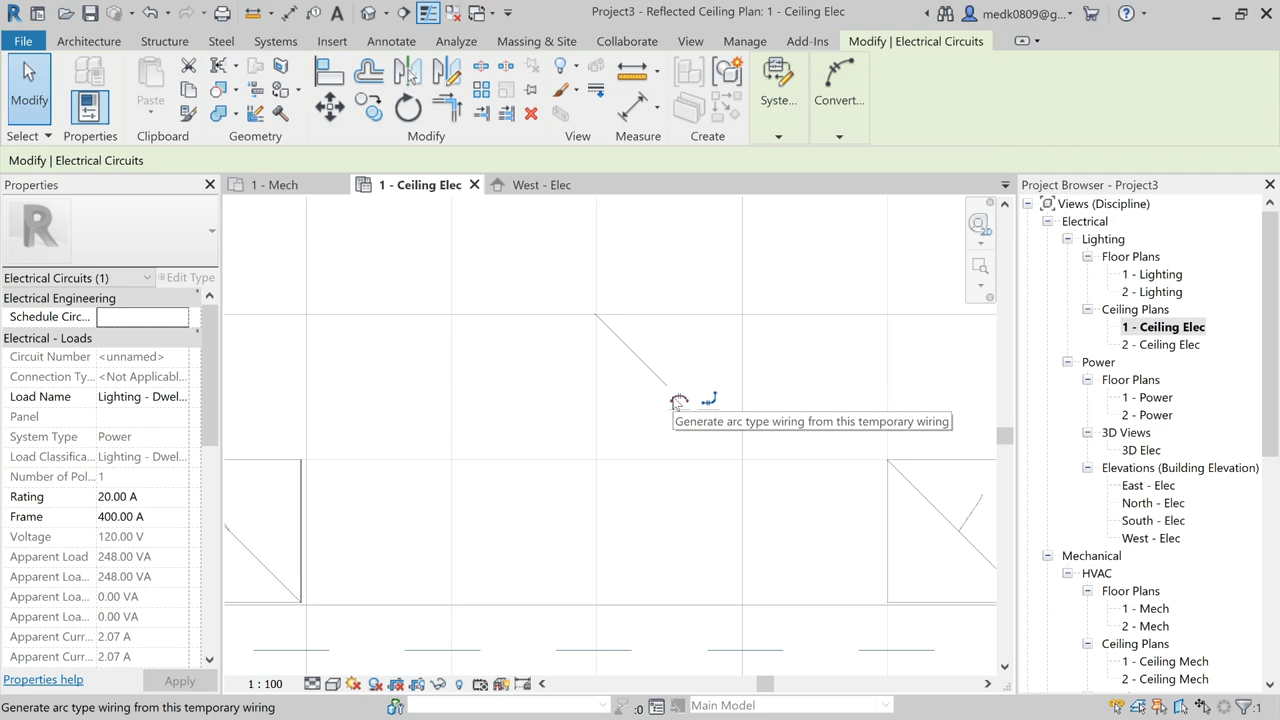 Project3 - Reflected Ceiling Plan: 1 - Ceiling Elec
medk0809@g...
File
Architecture
Structure
Steel
Systems
Insert
Annotate
Analyze
Massing & Site
Collaborate
View
Manage
Add-Ins
Modify | Electrical Circuits
Modify
Paste
Syste...
Convert...
Select
Properties
Clipboard
Geometry
Modify
View
Measure
Create
Modify | Electrical Circuits
Properties
1 - Mech
1 - Ceiling Elec
West - Elec
Project Browser - Project3
R
Electrical Circuits (1)
Edit Type
Electrical Engineering
Schedule Circ...
Electrical - Loads
Circuit Number <unnamed>
Connection Ty... <Not Applicabl...
Load Name Lighting - Dwel...
Panel
System Type Power
Load Classifica... Lighting - Dwel...
Number of Pol... 1
Rating 20.00 A
Frame 400.00 A
Voltage 120.00 V
Apparent Load 248.00 VA
Apparent Loa... 248.00 VA
Apparent Loa... 0.00 VA
Apparent Loa... 0.00 VA
Apparent Curr... 2.07 A
Apparent Curr... 2.07 A
Properties help
Apply
2D
Generate arc type wiring from this temporary wiring
Views (Discipline)
Electrical
Lighting
Floor Plans
1 - Lighting
2 - Lighting
Ceiling Plans
1 - Ceiling Elec
2 - Ceiling Elec
Power
Floor Plans
1 - Power
2 - Power
3D Views
3D Elec
Elevations (Building Elevation)
East - Elec
North - Elec
South - Elec
West - Elec
Mechanical
HVAC
Floor Plans
1 - Mech
2 - Mech
Ceiling Plans
1 - Ceiling Mech
2 - Ceiling Mech
1 : 100
Generate arc type wiring from this temporary wiring
:0
Main Model
:1